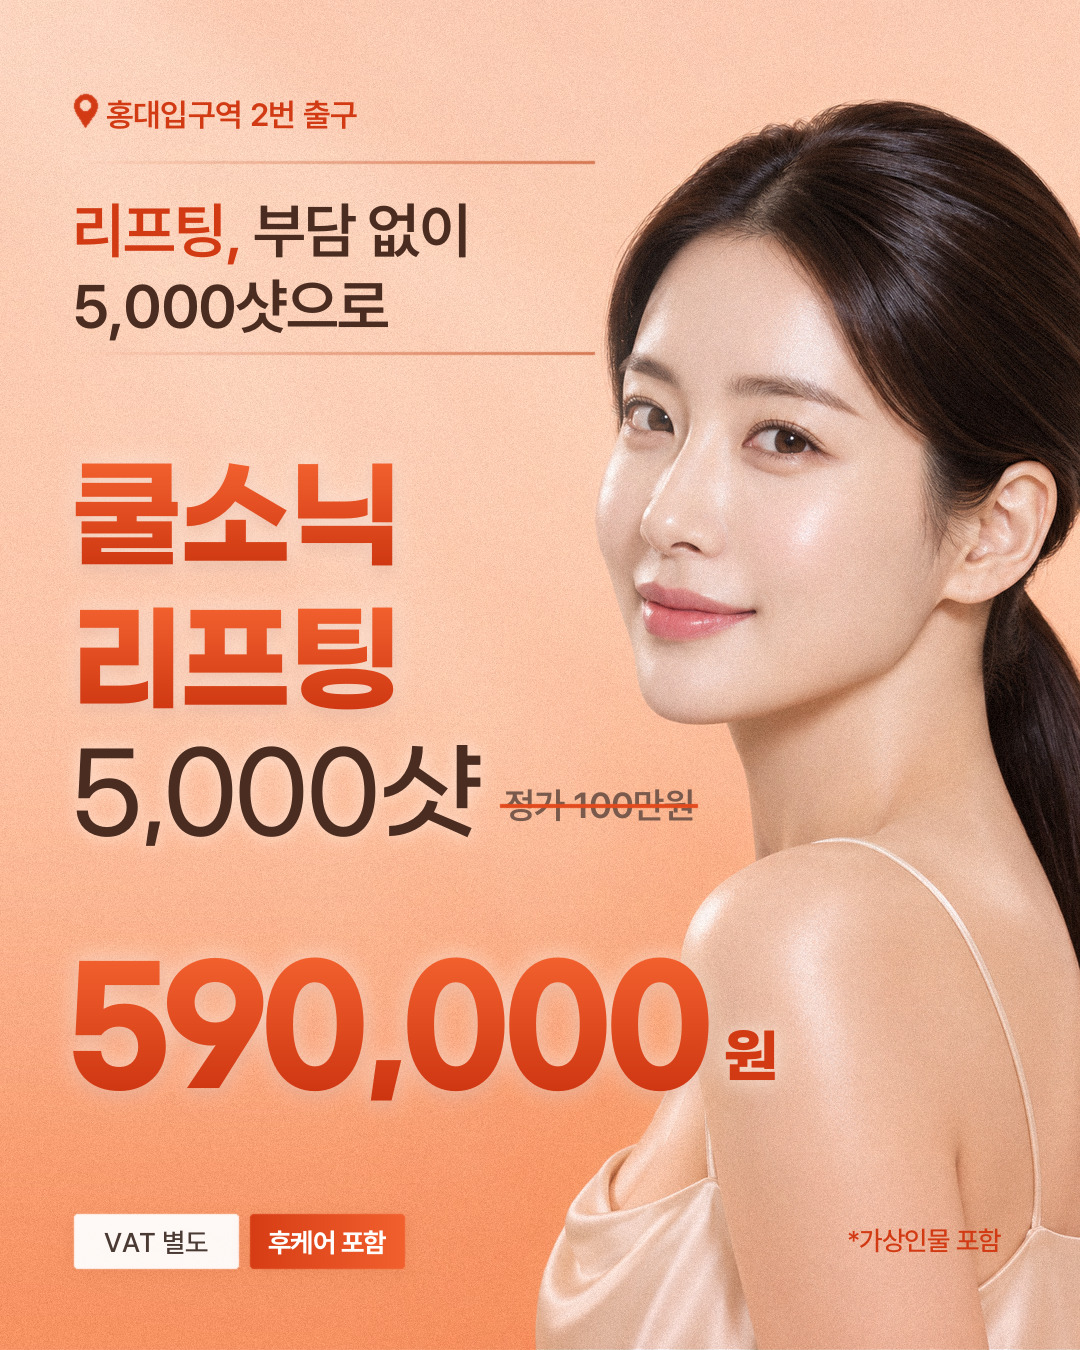 홍대입구역 2번 출구
리프팅, 부담 없이
5,000샷으로
쿨소닉
리프팅
5,000샷 정가 100만원
590,000 원
VAT 별도 후케어 포함
*가상인물 포함